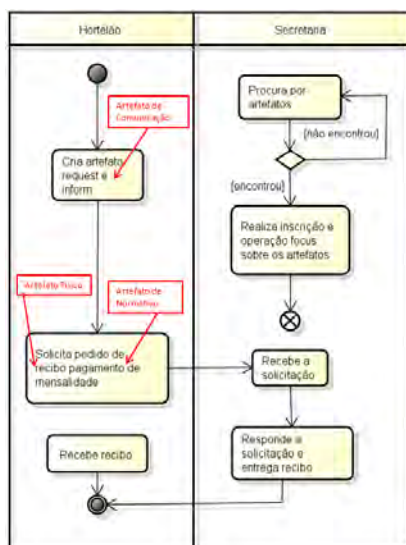 Hortelão
Secretaria
Artefato de
Comunicação
Procura por
artefatos
[não encontrou]
Cria artefato
request e
inform
[encontrou]
Realiza inscrição e
operação focus
sobre os artefatos
Artefato Físico
Artefato de
Normativo
Solicita pedido de
recibo pagamento de
mensalidade
Recebe a
solicitação
Recebe recibo
Responde a
solicitação e
entrega recibo